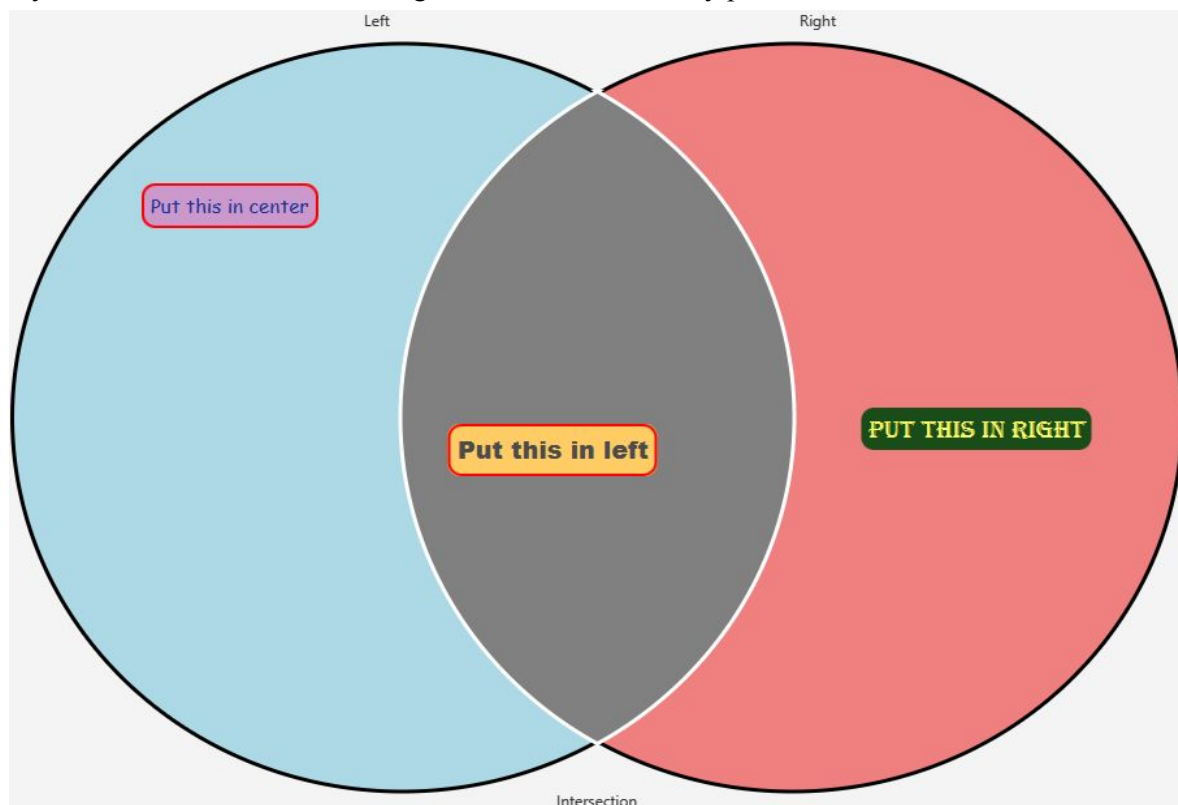 Left
Right
Put this in center
PUT THIS IN RIGHT
Put this in left
Intersection